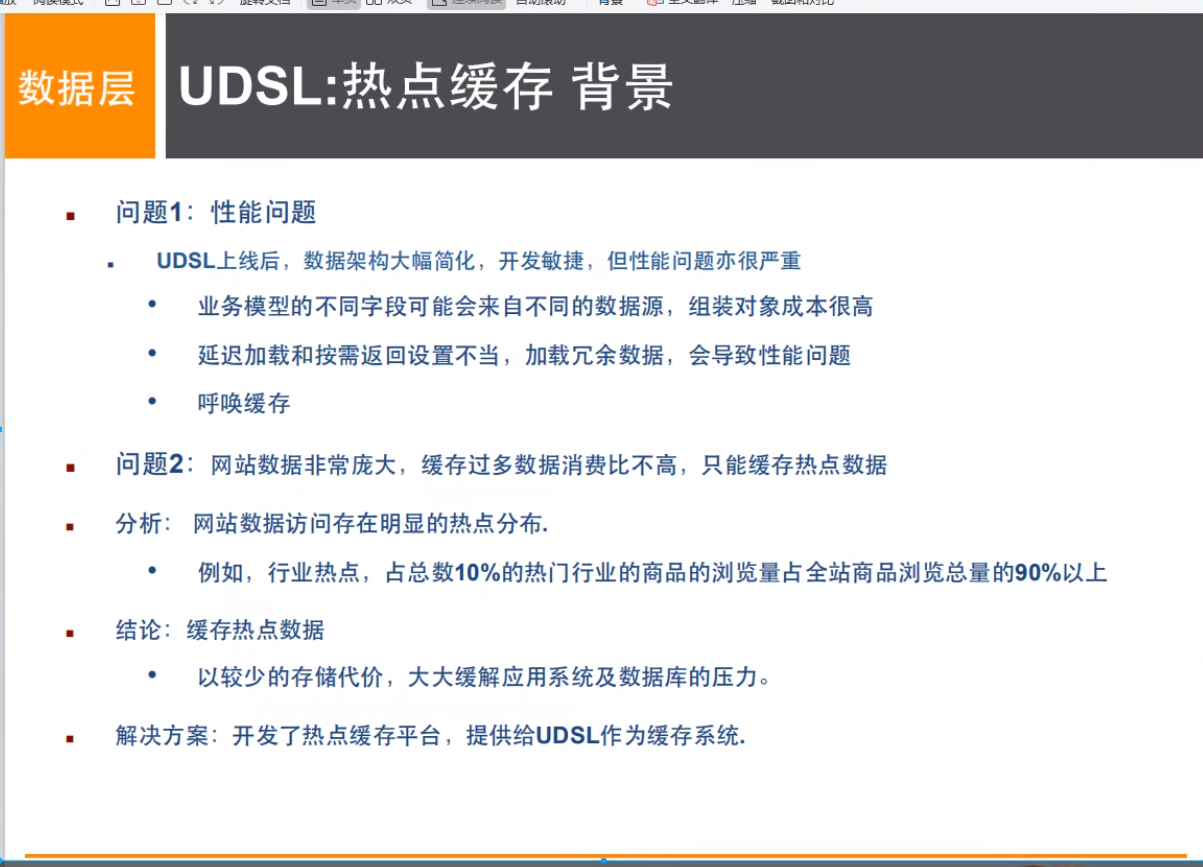 数据层
UDSL:热点缓存 背景
问题1：性能问题
UDSL上线后，数据架构大幅简化，开发敏捷，但性能问题亦很严重
业务模型的不同字段可能会来自不同的数据源，组装对象成本很高
延迟加载和按需返回设置不当，加载冗余数据，会导致性能问题
呼唤缓存
问题2：网站数据非常庞大，缓存过多数据消费比不高，只能缓存热点数据
分析： 网站数据访问存在明显的热点分布.
例如，行业热点，占总数10%的热门行业的商品的浏览量占全站商品浏览总量的90%以上
结论：缓存热点数据
以较少的存储代价，大大缓解应用系统及数据库的压力。
解决方案：开发了热点缓存平台，提供给UDSL作为缓存系统.